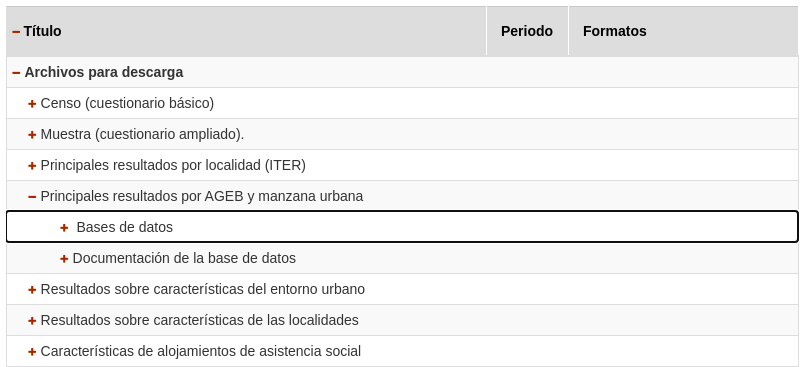 Título Periodo Formatos
Archivos para descarga
Censo (cuestionario básico)
Muestra (cuestionario ampliado).
Principales resultados por localidad (ITER)
Principales resultados por AGEB y manzana urbana
Bases de datos
Documentación de la base de datos
Resultados sobre características del entorno urbano
Resultados sobre características de las localidades
Características de alojamientos de asistencia social